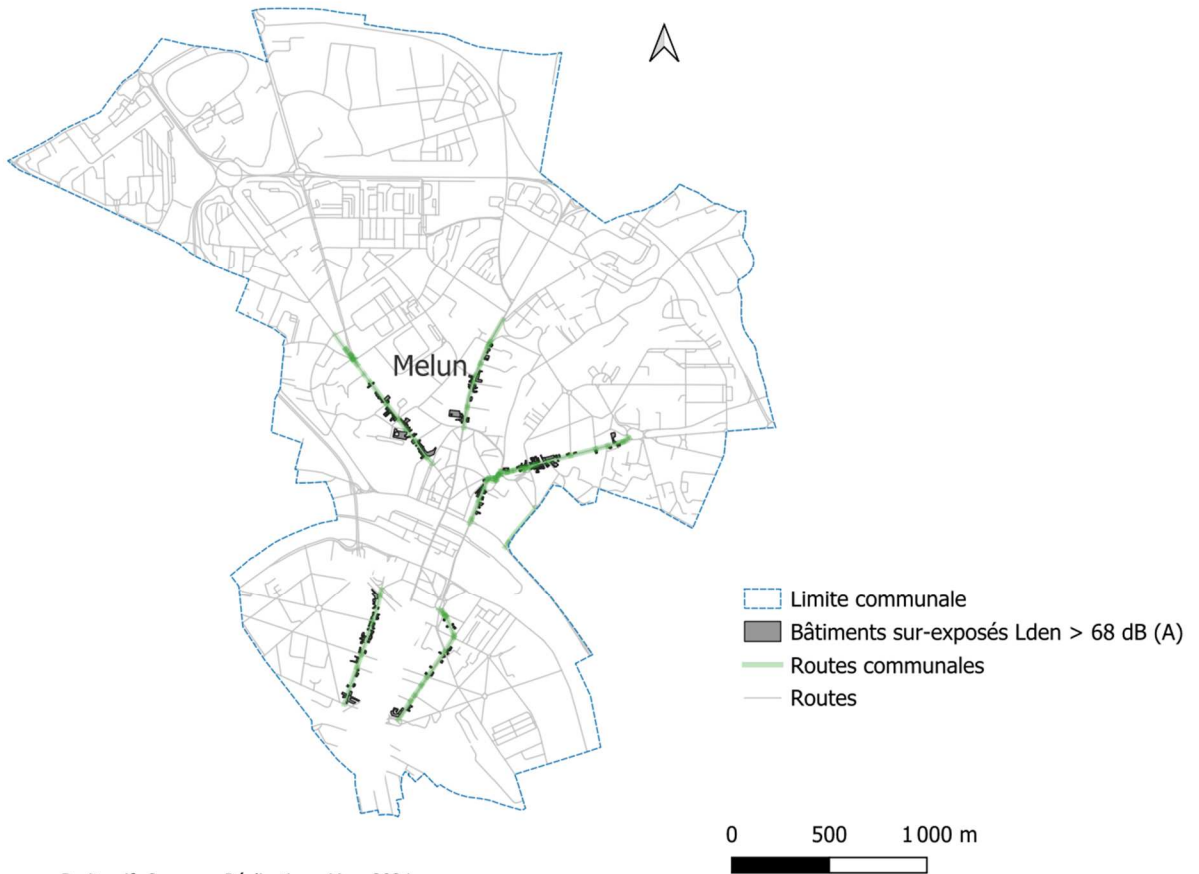 Melun
Limite communale
Bâtiments sur-exposés Lden > 68 dB (A)
Routes communales
Routes
0 500 1 000 m